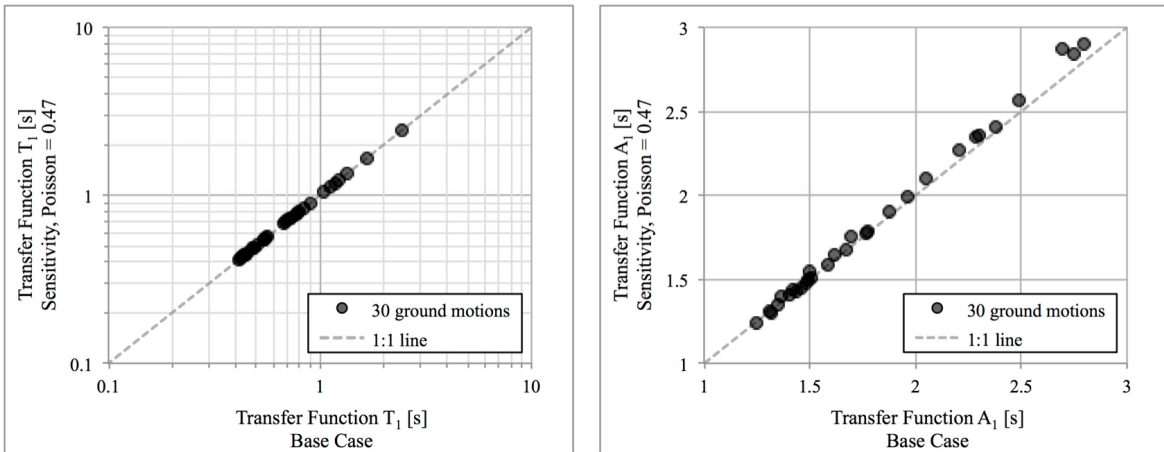 10
1
0.1
0.1
1
10
Transfer Function T₁ [s]
Sensitivity, Poisson = 0.47
30 ground motions
1:1 line
Transfer Function T₁ [s]
Base Case
3
2.5
2
1.5
1
1
1.5
2
2.5
3
Transfer Function A₁ [s]
Sensitivity, Poisson = 0.47
30 ground motions
1:1 line
Transfer Function A₁ [s]
Base Case